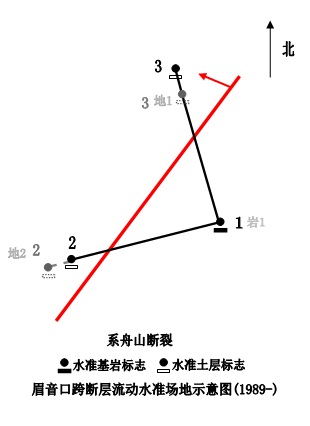 北
3
3 地1
1 岩1
2
地2 2
系舟山断裂
水准基岩标志 水准土层标志
眉音口跨断层流动水准场地示意图(1989-)